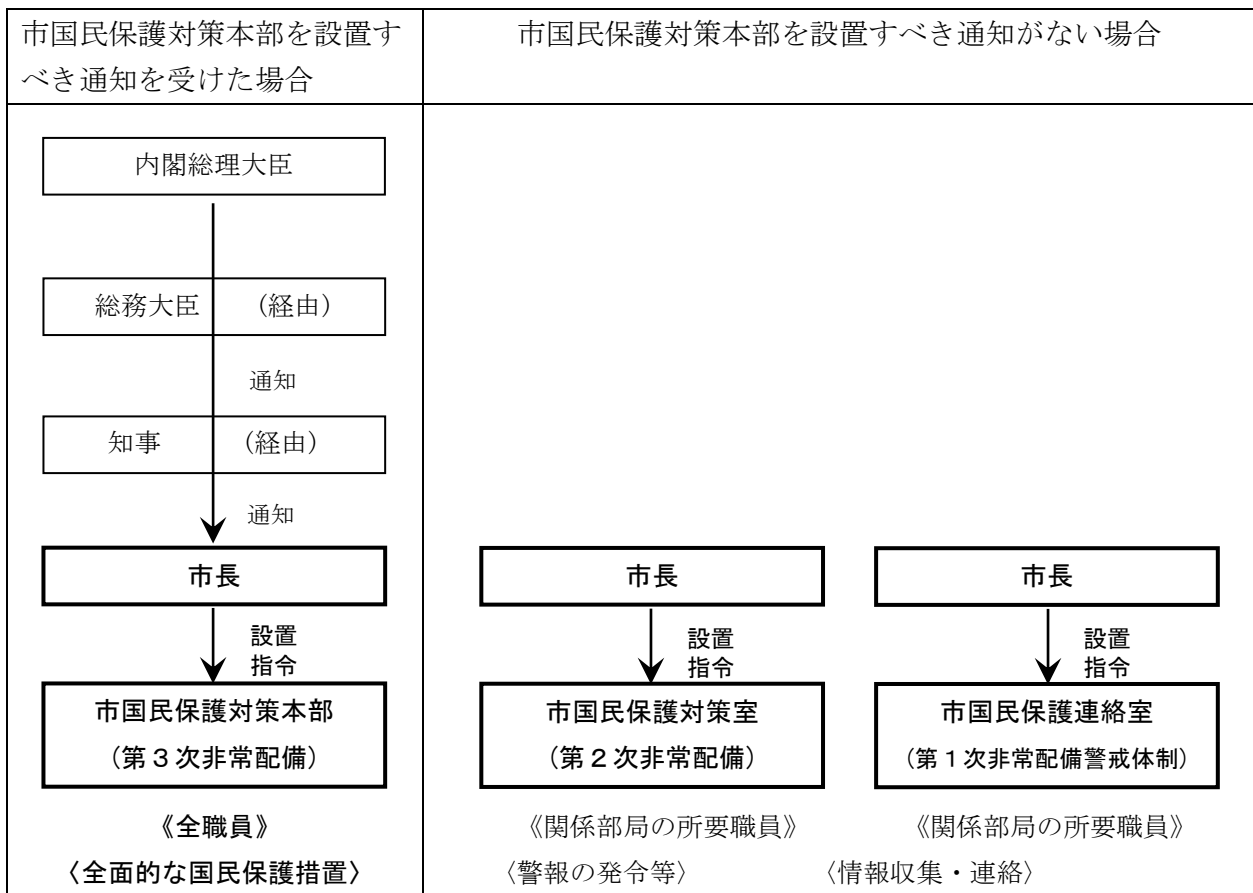 市国民保護対策本部を設置す
べき通知を受けた場合
市国民保護対策本部を設置すべき通知がない場合
内閣総理大臣
総務大臣 （経由）
通知
知事 （経由）
通知
市長
設置
指令
市国民保護対策本部
（第３次非常配備）
《全職員》
〈全面的な国民保護措置〉
市長
設置
指令
市国民保護対策室
（第２次非常配備）
《関係部局の所要職員》
〈警報の発令等〉
市長
設置
指令
市国民保護連絡室
（第１次非常配備警戒体制）
《関係部局の所要職員》
〈情報収集・連絡〉